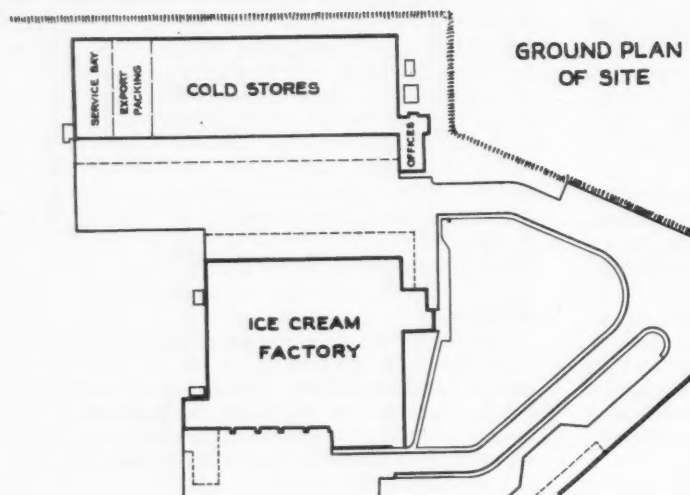 GROUND PLAN
OF SITE
SERVICE BAY
EXPORT
PACKING
COLD STORES
OFFICES
ICE CREAM
FACTORY